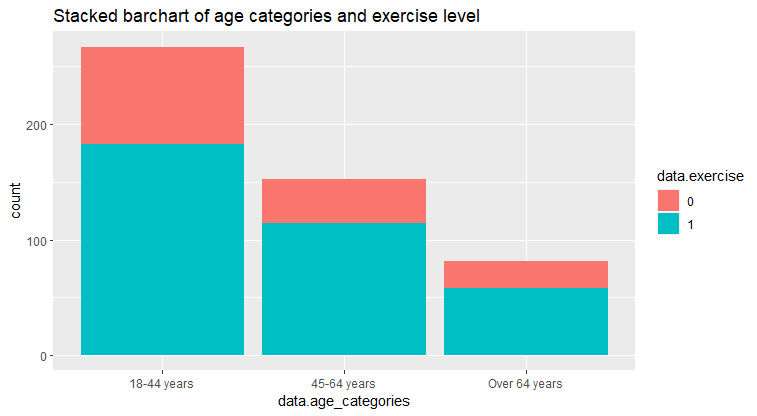 Stacked barchart of age categories and exercise level
count
200
100
0
18-44 years
45-64 years
Over 64 years
data.age_categories
data.exercise
0
1